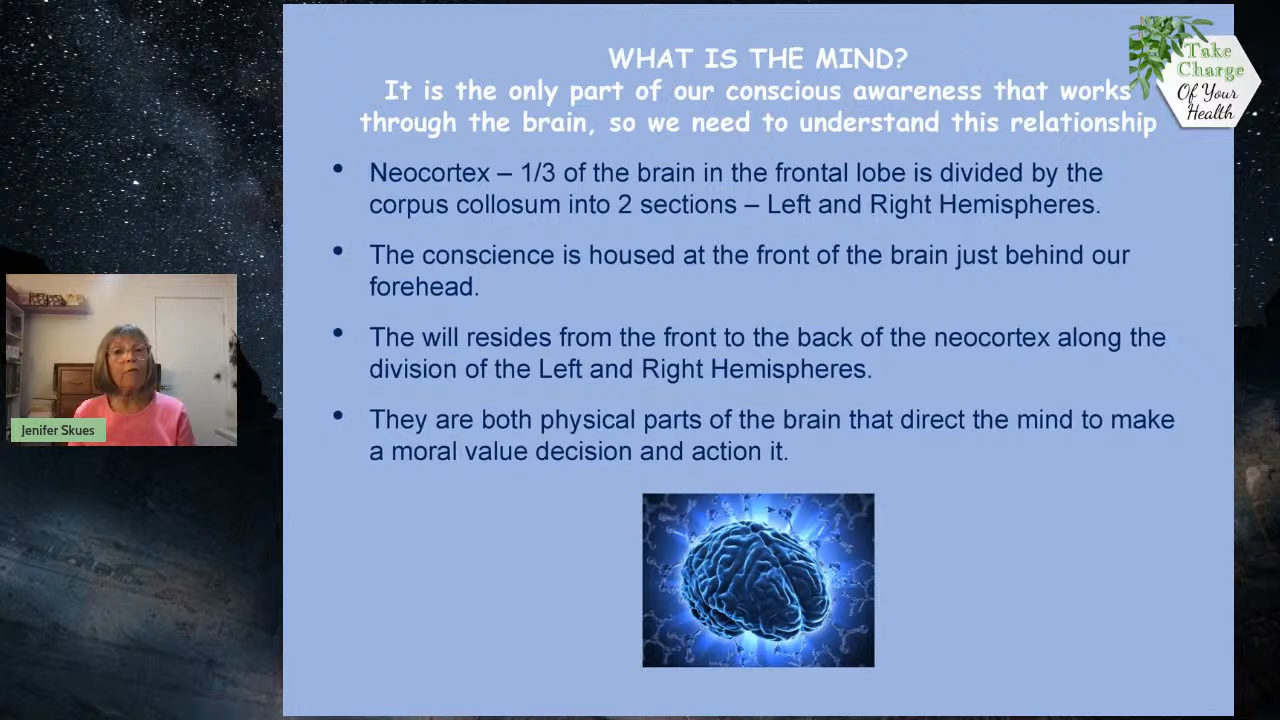 WHAT IS THE MIND?
It is the only part of our conscious awareness that works
through the brain, so we need to understand this relationship
Take
Charge
Of Your
Health
• Neocortex – 1/3 of the brain in the frontal lobe is divided by the
corpus collosum into 2 sections – Left and Right Hemispheres.
• The conscience is housed at the front of the brain just behind our
forehead.
• The will resides from the front to the back of the neocortex along the
division of the Left and Right Hemispheres.
• They are both physical parts of the brain that direct the mind to make
a moral value decision and action it.
Jenifer Skues